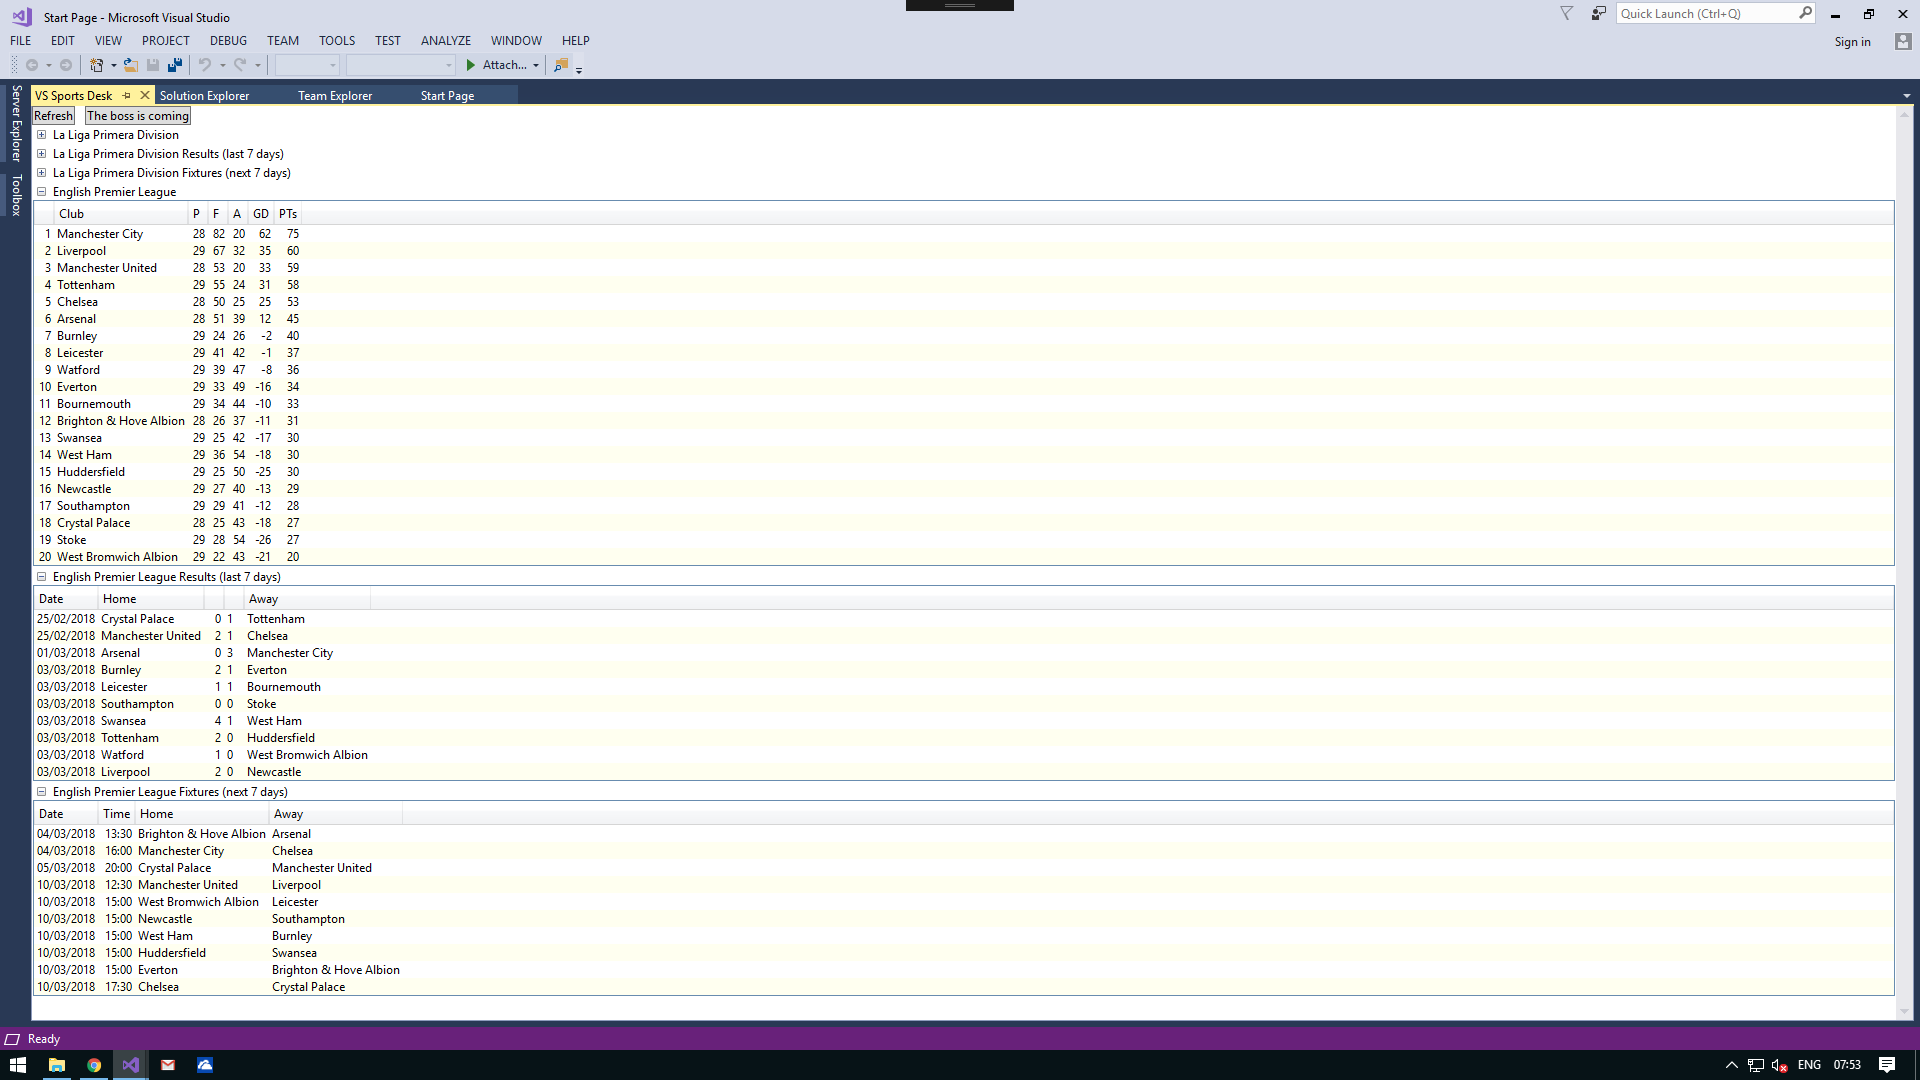 Start Page - Microsoft Visual Studio
Quick Launch (Ctrl+Q)
FILE EDIT VIEW PROJECT DEBUG TEAM TOOLS TEST ANALYZE WINDOW HELP
Sign in
Attach...
Server Explorer
Toolbox
VS Sports Desk Solution Explorer Team Explorer Start Page
Refresh The boss is coming
La Liga Primera Division
La Liga Primera Division Results (last 7 days)
La Liga Primera Division Fixtures (next 7 days)
English Premier League
Club P F A GD PTs
1 Manchester City 28 82 20 62 75
2 Liverpool 29 67 32 35 60
3 Manchester United 28 53 20 33 59
4 Tottenham 29 55 24 31 58
5 Chelsea 28 50 25 25 53
6 Arsenal 28 51 39 12 45
7 Burnley 29 24 26 -2 40
8 Leicester 29 41 42 -1 37
9 Watford 29 39 47 -8 36
10 Everton 29 33 49 -16 34
11 Bournemouth 29 34 44 -10 33
12 Brighton & Hove Albion 28 26 37 -11 31
13 Swansea 29 25 42 -17 30
14 West Ham 29 36 54 -18 30
15 Huddersfield 29 25 50 -25 30
16 Newcastle 29 27 40 -13 29
17 Southampton 29 29 41 -12 28
18 Crystal Palace 28 25 43 -18 27
19 Stoke 29 28 54 -26 27
20 West Bromwich Albion 29 22 43 -21 20
English Premier League Results (last 7 days)
Date Home Away
25/02/2018 Crystal Palace 0 1 Tottenham
25/02/2018 Manchester United 2 1 Chelsea
01/03/2018 Arsenal 0 3 Manchester City
03/03/2018 Burnley 2 1 Everton
03/03/2018 Leicester 1 1 Bournemouth
03/03/2018 Southampton 0 0 Stoke
03/03/2018 Swansea 4 1 West Ham
03/03/2018 Tottenham 2 0 Huddersfield
03/03/2018 Watford 1 0 West Bromwich Albion
03/03/2018 Liverpool 2 0 Newcastle
English Premier League Fixtures (next 7 days)
Date Time Home Away
04/03/2018 13:30 Brighton & Hove Albion Arsenal
04/03/2018 16:00 Manchester City Chelsea
05/03/2018 20:00 Crystal Palace Manchester United
10/03/2018 12:30 Manchester United Liverpool
10/03/2018 15:00 West Bromwich Albion Leicester
10/03/2018 15:00 Newcastle Southampton
10/03/2018 15:00 West Ham Burnley
10/03/2018 15:00 Huddersfield Swansea
10/03/2018 15:00 Everton Brighton & Hove Albion
10/03/2018 17:30 Chelsea Crystal Palace
Ready
ENG 07:53